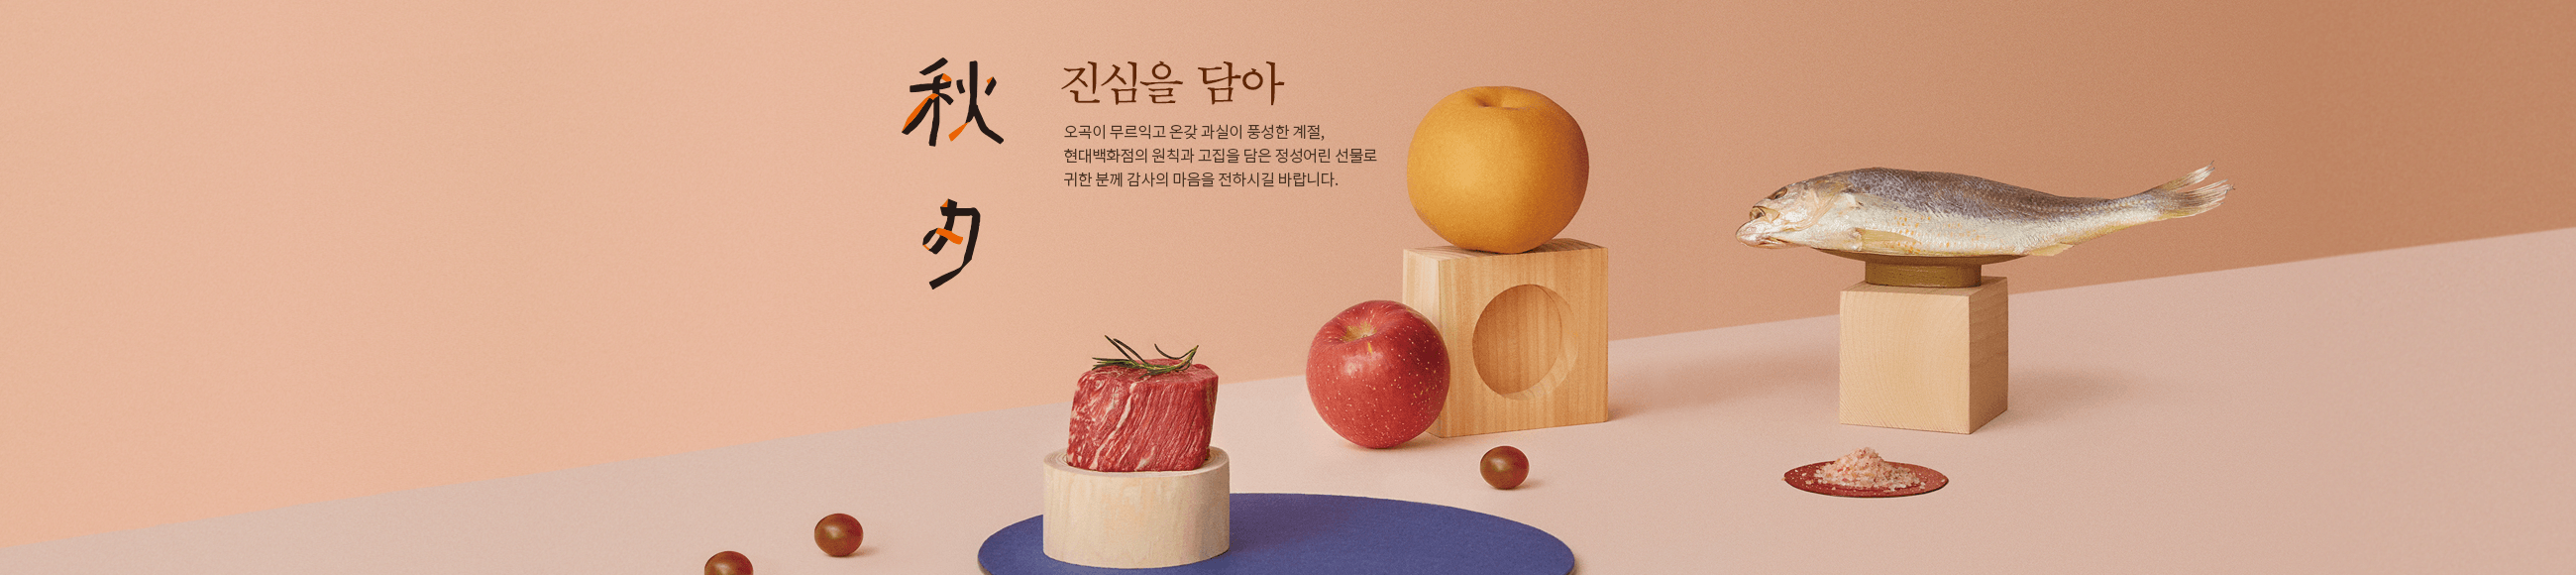 秋
夕
진심을 담아
오곡이 무르익고 온갖 과실이 풍성한 계절,
현대백화점의 원칙과 고집을 담은 정성어린 선물로
귀한 분께 감사의 마음을 전하시길 바랍니다.